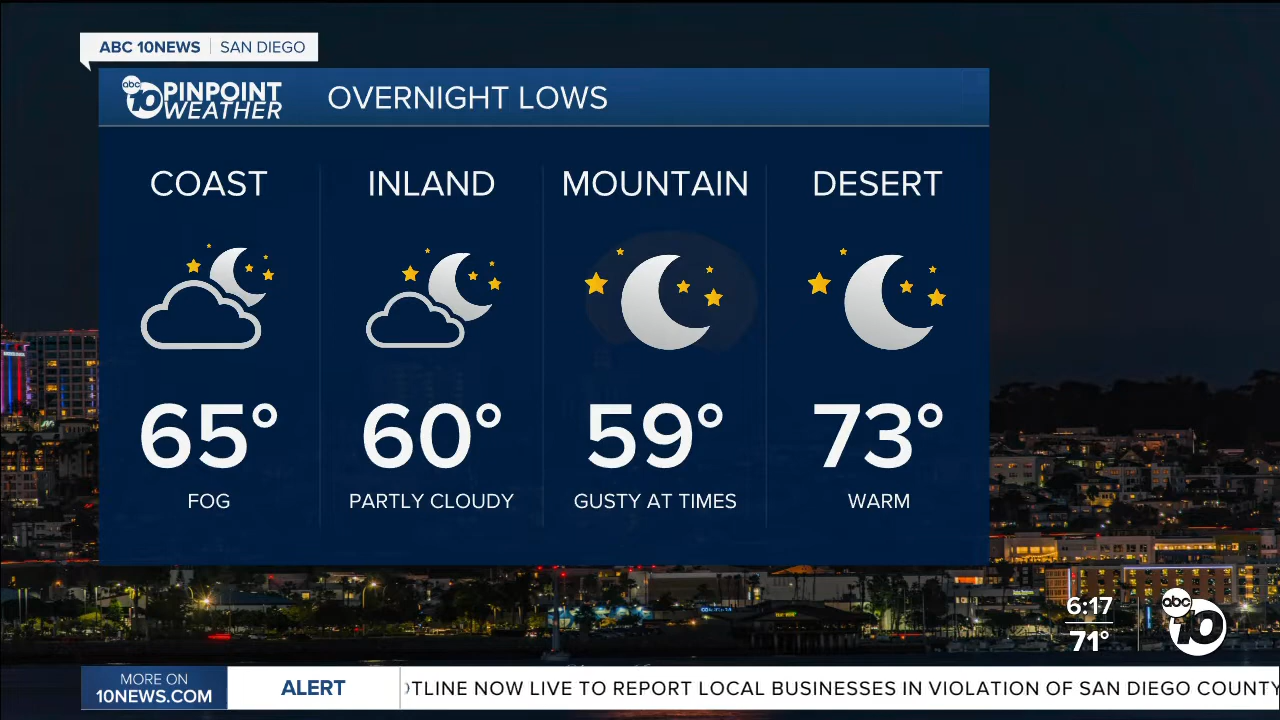 ABC 10NEWS | SAN DIEGO
abc 10 PINPOINT WEATHER
OVERNIGHT LOWS
COAST
65°
FOG
INLAND
60°
PARTLY CLOUDY
MOUNTAIN
59°
GUSTY AT TIMES
DESERT
73°
WARM
6:17
71°
abc 10
MORE ON
10NEWS.COM
ALERT
TLINE NOW LIVE TO REPORT LOCAL BUSINESSES IN VIOLATION OF SAN DIEGO COUNTY